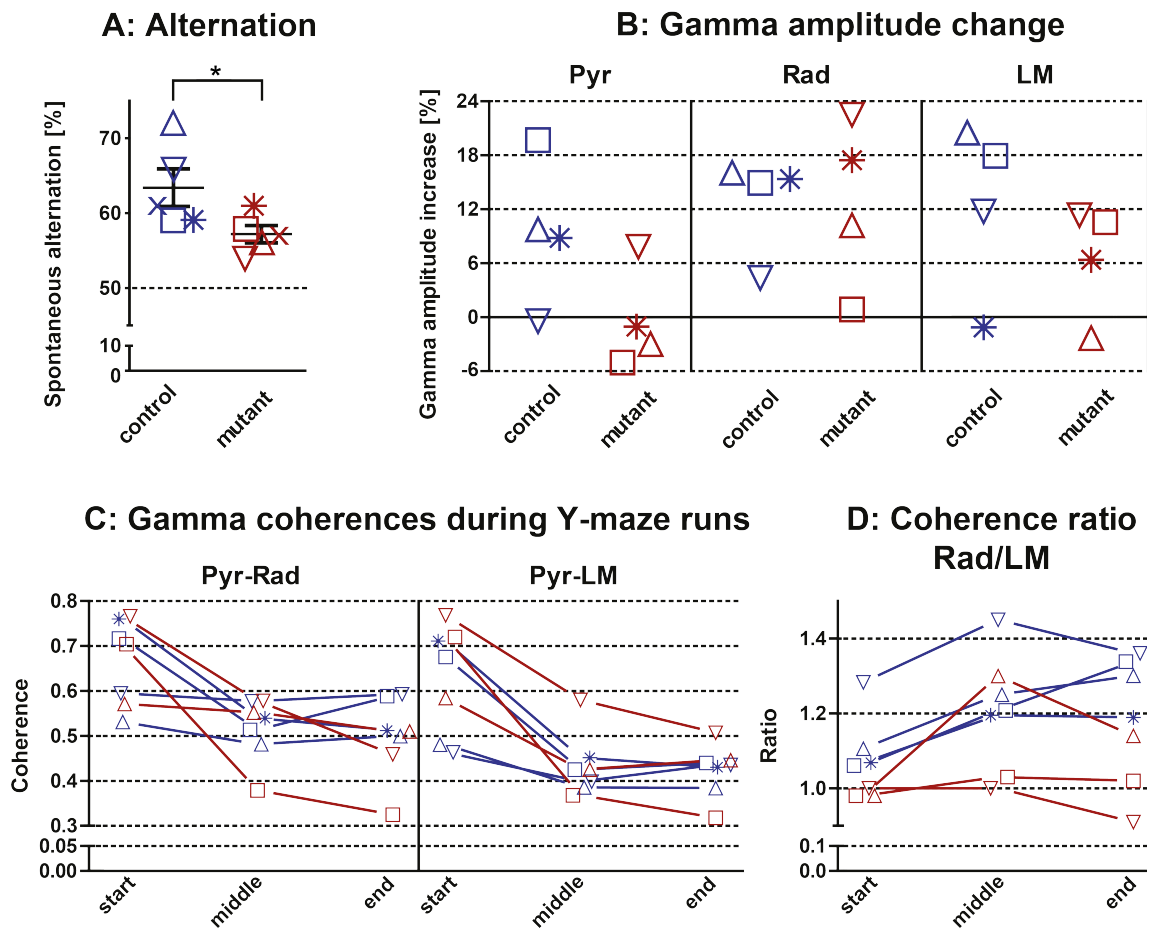 A: Alternation
*
Spontaneous alternation [%]
70
60
50
10
0
control
mutant
B: Gamma amplitude change
Pyr
Rad
LM
Gamma amplitude increase [%]
24
18
12
6
0
6
control
mutant
control
mutant
control
mutant
C: Gamma coherences during Y-maze runs
Pyr-Rad
Pyr-LM
Coherence
0.8
0.7
0.6
0.5
0.4
0.3
0.05
0.00
start
middle
end
start
middle
end
D: Coherence ratio
Rad/LM
Ratio
1.4
1.2
1.0
0.1
0.0
start
middle
end